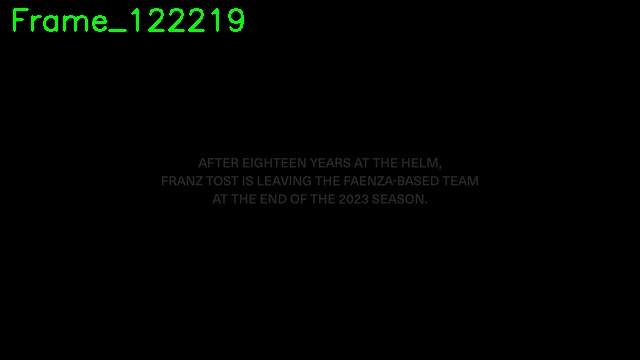 Frame_122219
AFTER EIGHTEEN YEARS AT THE HELM,
FRANZ TOST IS LEAVING THE FAENZA-BASED TEAM
AT THE END OF THE 2023 SEASON.